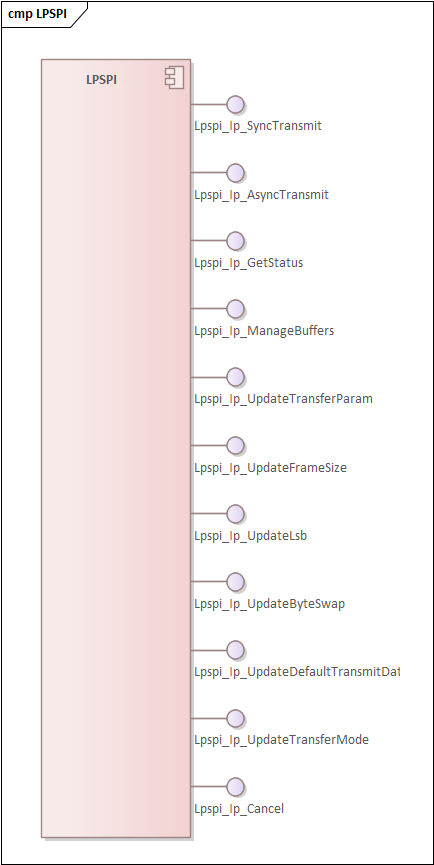 cmp LPSPI
LPSPI
Lpspi_Ip_SyncTransmit
Lpspi_Ip_AsyncTransmit
Lpspi_Ip_GetStatus
Lpspi_Ip_ManageBuffers
Lpspi_Ip_UpdateTransferParam
Lpspi_Ip_UpdateFrameSize
Lpspi_Ip_UpdateLsb
Lpspi_Ip_UpdateByteSwap
Lpspi_Ip_UpdateDefaultTransmitDat
Lpspi_Ip_UpdateTransferMode
Lpspi_Ip_Cancel